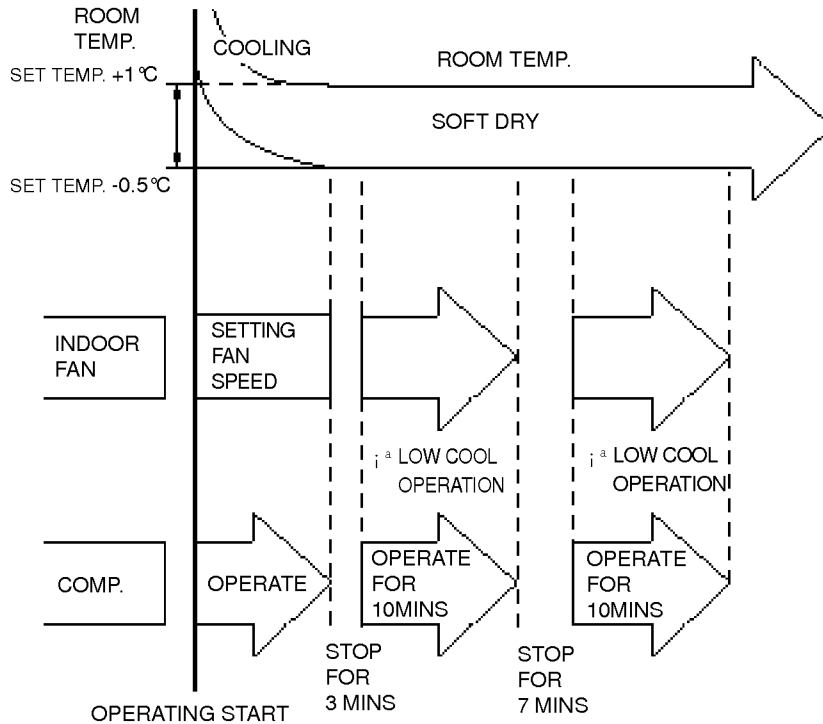 ROOM
TEMP.
COOLING
SET TEMP. +1°C
ROOM TEMP.
SOFT DRY
SET TEMP. -0.5°C
INDOOR
FAN
SETTING
FAN
SPEED
i ª LOW COOL
OPERATION
i ª LOW COOL
OPERATION
COMP.
OPERATE
OPERATE
FOR
10MINS
OPERATE
FOR
10MINS
STOP
FOR
3 MINS
STOP
FOR
7 MINS
OPERATING START